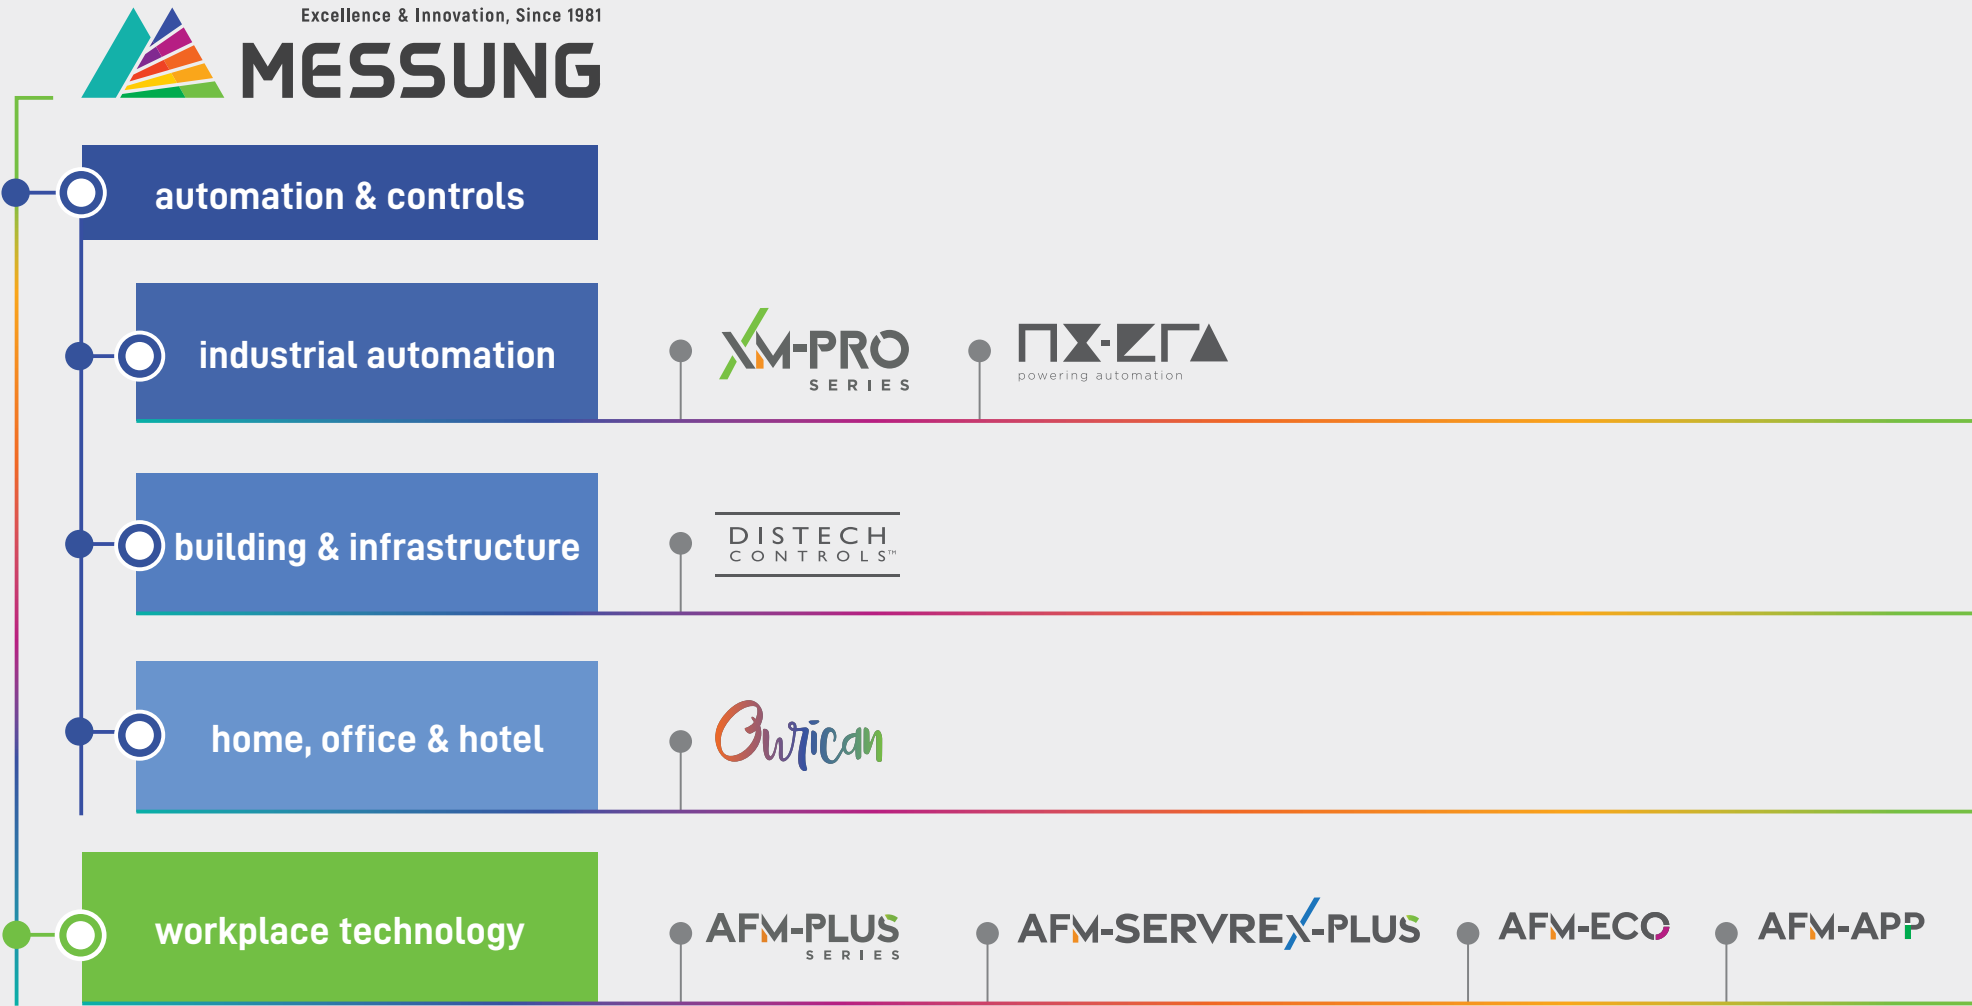 Excellence & Innovation, Since 1981
MESSUNG
automation & controls
industrial automation
XM-PRO
SERIES
NX-ERA
powering automation
building & infrastructure
DISTECH
CONTROLS™
home, office & hotel
Ourican
workplace technology
AFM-PLUS
SERIES
AFM-SERVREX-PLUS
AFM-ECO
AFM-APP